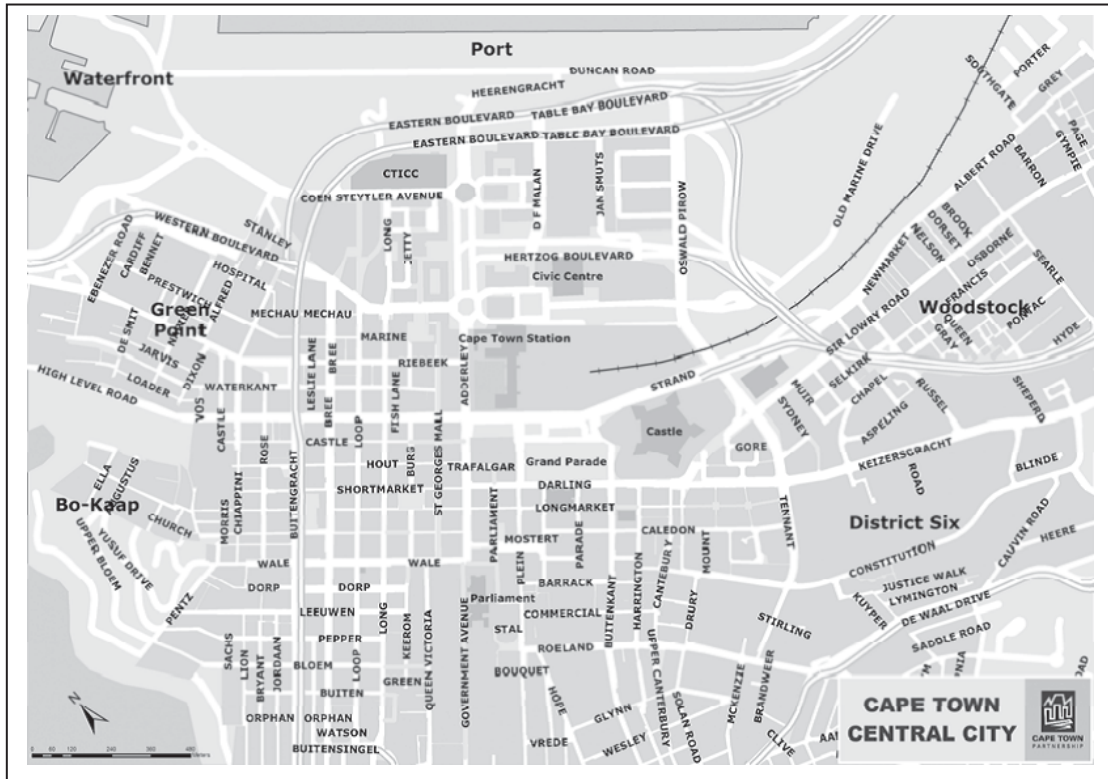 Port
Waterfront
DUNCAN ROAD
HEERENGRACHT
EASTERN BOULEVARD TABLE BAY BOULEVARD
EASTERN BOULEVARD TABLE BAY BOULEVARD
SOUTHGATE
PORTER
GREY
PAGE
GYMPIE
BARRON
ALBERT ROAD
OLD MARINE DRIVE
CTICC
COEN STEYTLER AVENUE
D F MALAN
JAN SMUTS
OSWALD PIROW
LONG
JETTY
HERTZOG BOULEVARD
Civic Centre
WESTERN BOULEVARD
STANLEY
EBENEZER ROAD
CARDIFF
BENNET
PRESTWICH
HOSPITAL
ALFRED
Green
Point
DE SMIT
JARVIS
LOADER
DIXON
HIGH LEVEL ROAD
VOS
WATERKANT
MECHAU MECHAU
MARINE
RIEBEEK
Cape Town Station
ADDERLEY
LESLIE LANE
BREE
BREE
FISH LANE
LOOP
CASTLE
CASTLE
ROSE
STRAND
Castle
NEWMARKET
NELSON
DORSET
BROOK
OSBORNE
FRANCIS
SEARLE
Woodstock
PONTAC
QUEEN
GRAY
HYDE
SIR LOWRY ROAD
SELKIRK
CHAPEL
MUIR
SYDNEY
ASPELING
RUSSEL
SHEPERD
GORE
KEIZERSGRACHT
ROAD
BLINDE
ELLA
AUGUSTUS
Bo-Kaap
CHURCH
YUSUF DRIVE
UPPER BLOEM
PENTZ
MORRIS
CHIAPPINI
BUITENGRACHT
HOUT
BURG
SHORTMARKET
ST GEORGES MALL
TRAFALGAR
Grand Parade
DARLING
LONGMARKET
PARLIAMENT
MOSTERT
PARADE
PLEIN
CALEDON
TENNANT
District Six
CONSTITUTION
CAUVIN ROAD
HEERE
JUSTICE WALK
LYMINGTON
DE WAAL DRIVE
KUYPER
SADDLE ROAD
WALE
WALE
DORP
DORP
LEEUWEN
LONG
PEPPER
KEEROM
QUEEN VICTORIA
GOVERNMENT AVENUE
Parliament
BARRACK
COMMERCIAL
STAL
ROELAND
BOUQUET
BUITENKANT
HARRINGTON
CANTEBURY
MOUNT
DRURY
STIRLING
SACHS
LION
BRYANT
JORDAAN
BLOEM
LOOP
BUITEN
GREEN
ORPHAN
ORPHAN
WATSON
BUITENSINGEL
HOPE
VREDE
GLYNN
WESLEY
UPPER CANTERBURY
SOLAN ROAD
MCKENZIE
BRANDWEER
CLIVE
N
CAPE TOWN
CENTRAL CITY
CAPE TOWN
PARTNERSHIP